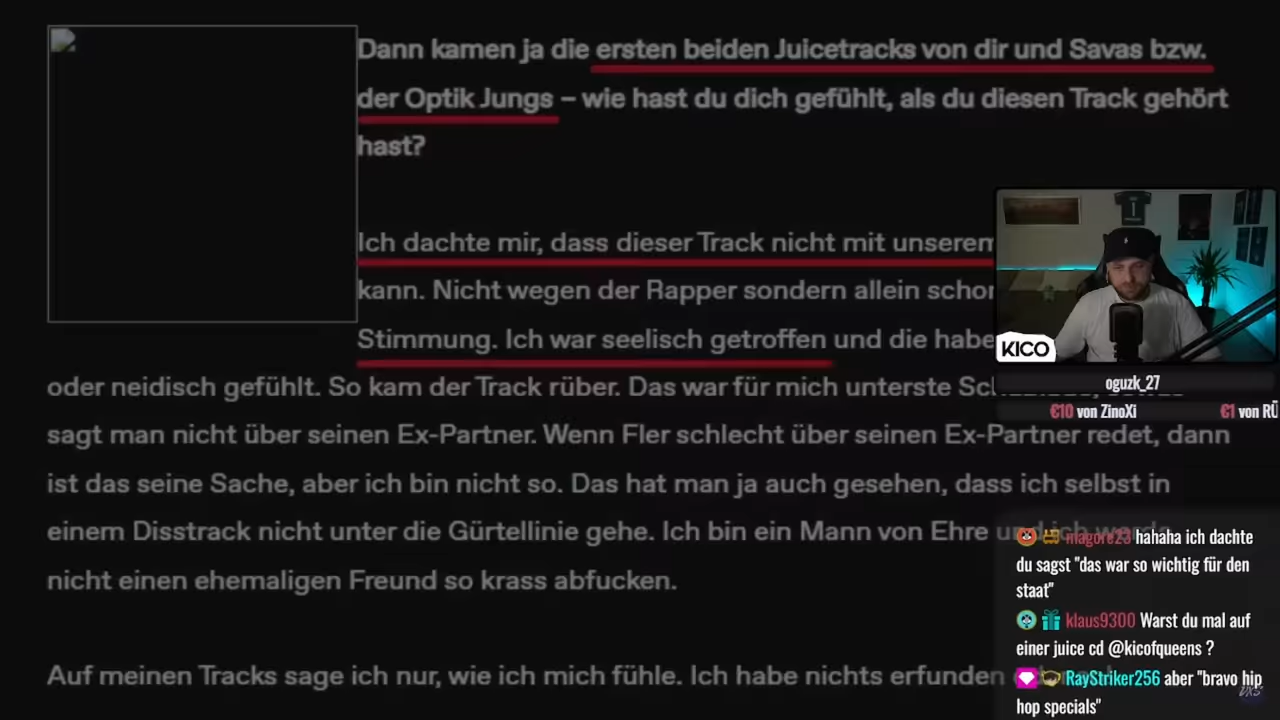 Dann kamen ja die ersten beiden Juicetracks von dir und Savas bzw.
der Optik Jungs – wie hast du dich gefühlt, als du diesen Track gehört
hast?
Ich dachte mir, dass dieser Track nicht mit unserem
kann. Nicht wegen der Rapper sondern allein schon
Stimmung. Ich war seelisch getroffen und die habe
oder neidisch gefühlt. So kam der Track rüber. Das war für mich unterste
sagt man nicht über seinen Ex-Partner. Wenn Fler schlecht über seinen Ex-Partner redet, dann
ist das seine Sache, aber ich bin nicht so. Das hat man ja auch gesehen, dass ich selbst in
einem Disstrack nicht unter die Gürtellinie gehe. Ich bin ein Mann von Ehre und ich werde
nicht einen ehemaligen Freund so krass abfucken.
Auf meinen Tracks sage ich nur, wie ich mich fühle. Ich habe nichts erfunden
KICO
oguzk_27
€10 von ZinoXi €1 von RÜ
magore23 hahaha ich dachte
du sagst "das war so wichtig für den
staat"
klaus9300 Warst du mal auf
einer juice cd @kicofqueens ?
RayStriker256 aber "bravo hip
hop specials"